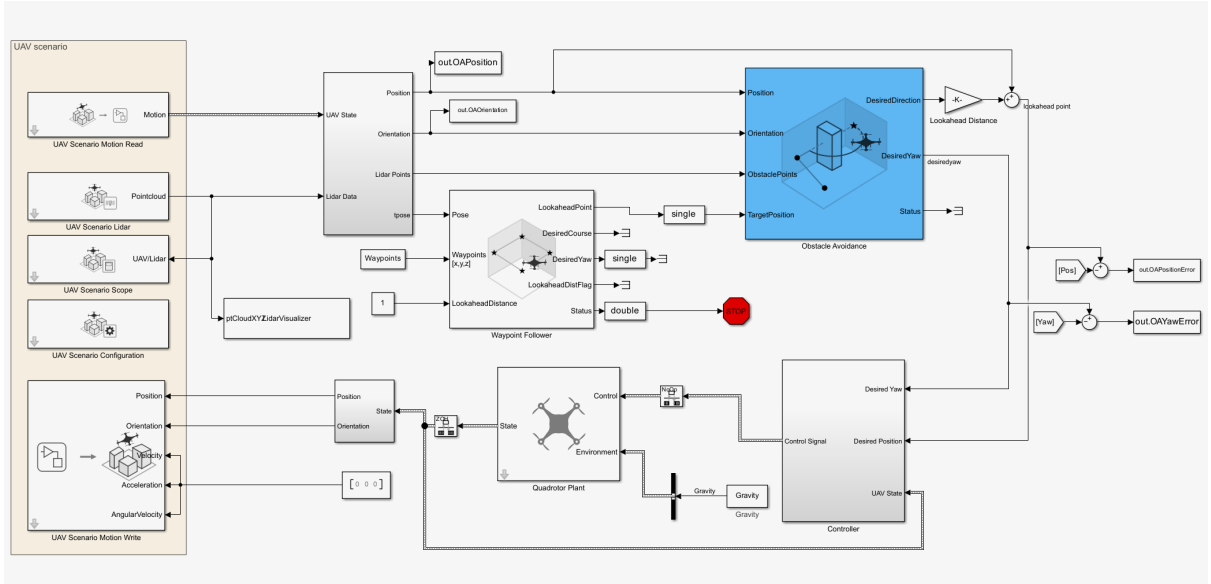 UAV scenario
Motion
UAV Scenario Motion Read
Pointcloud
UAV Scenario Lidar
UAV/Lidar
UAV Scenario Scope
UAV Scenario Configuration
Position
Orientation
Velocity
Acceleration
AngularVelocity
UAV Scenario Motion Write
ptCloudXYZLidarVisualizer
UAV State
Lidar Data
Position
Orientation
Lidar Points
tpose
out.OAPosition
out.OAOrientation
Waypoints
1
Pose
Waypoints
[x,y,z]
LookaheadDistance
LookaheadPoint
DesiredCourse
DesiredYaw
LookaheadDistFlag
Status
Waypoint Follower
single
single
double
STOP
Position
Orientation
ObstaclePoints
TargetPosition
DesiredDirection
DesiredYaw
Status
Obstacle Avoidance
-K-
Lookahead Distance
lookahead point
desiredyaw
[Pos]
out.OAPositionError
[Yaw]
out.OAYawError
Position
Orientation
State
[0 0 0]
ZOH
State
Control
Environment
Quadrotor Plant
NoOp
Gravity
Gravity
Gravity
Control Signal
Desired Yaw
Desired Position
UAV State
Controller